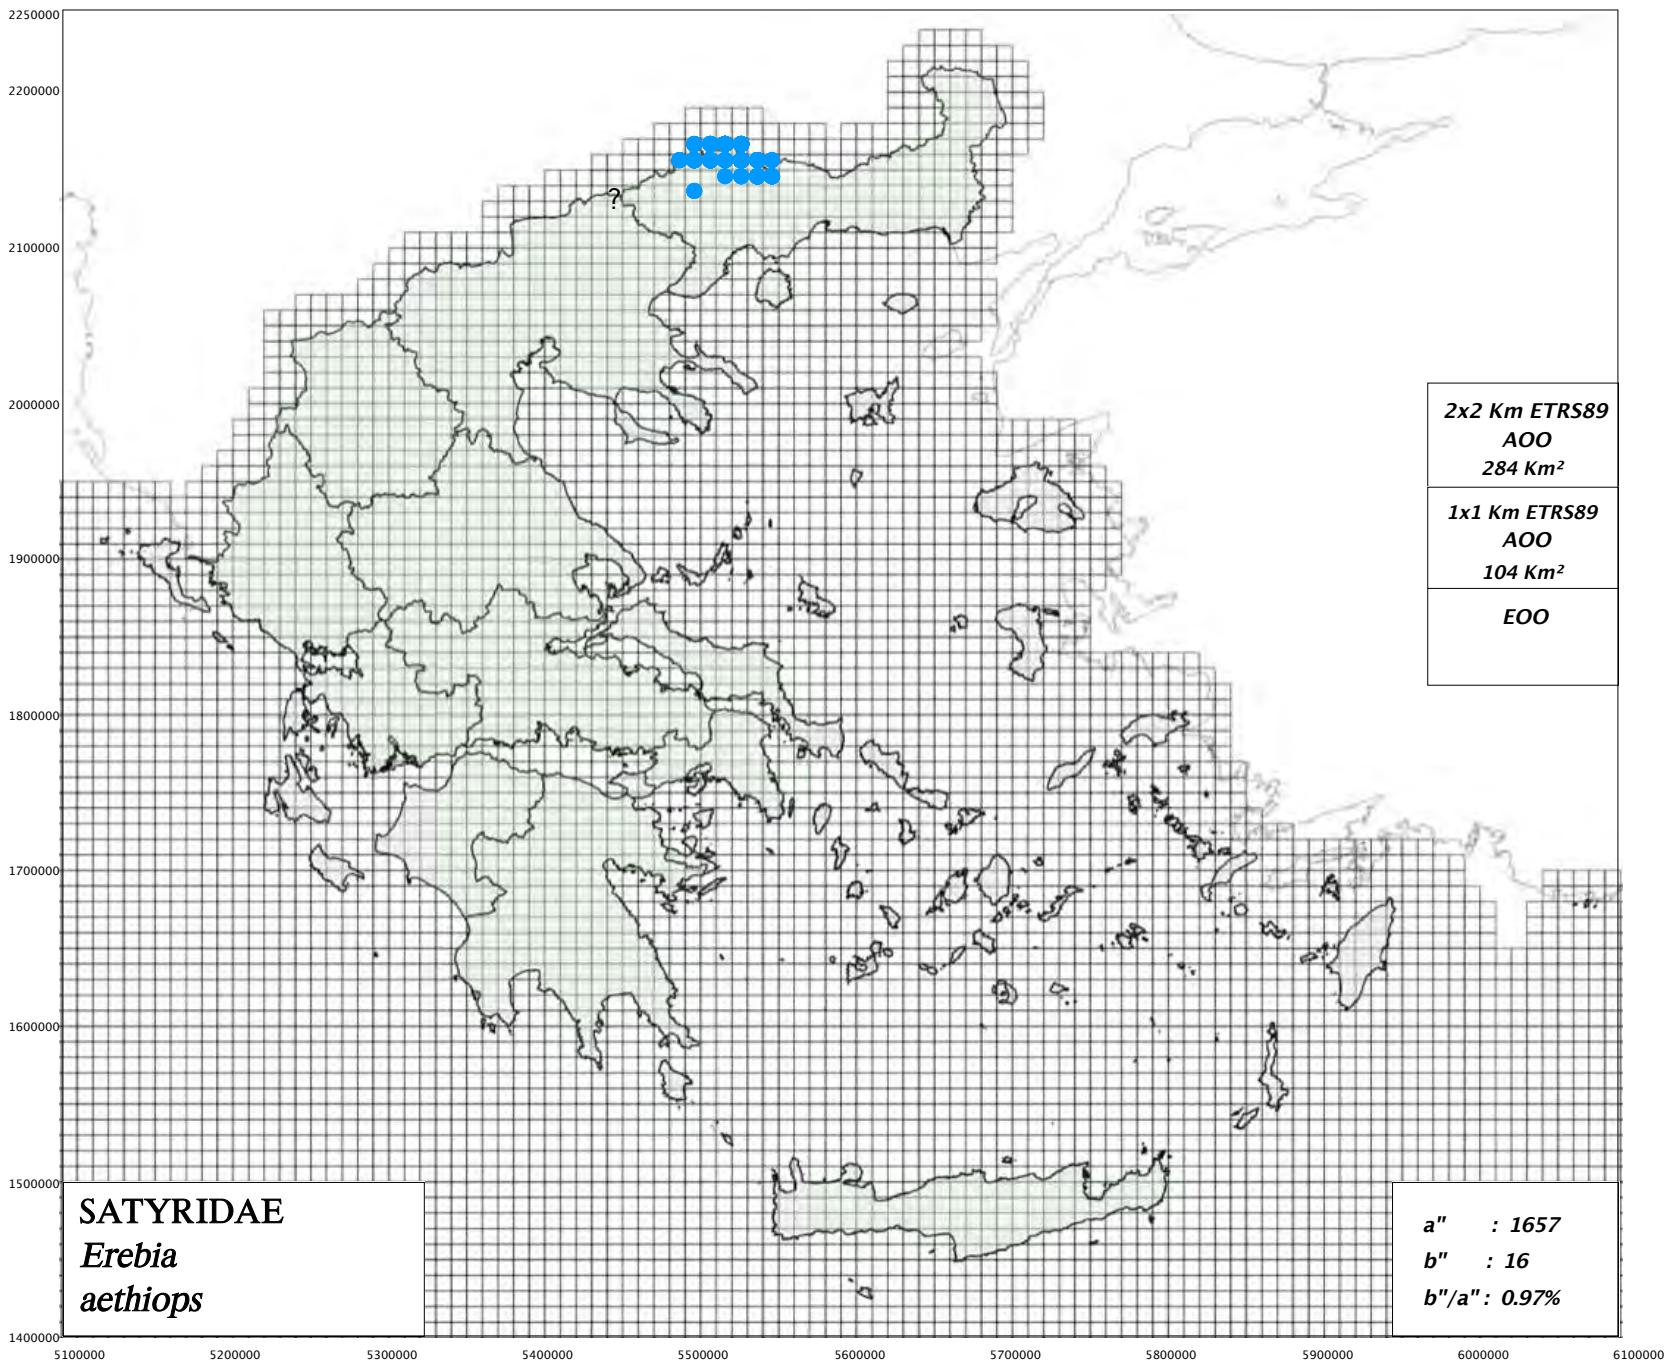 2250000
2200000
2100000
2000000
1900000
1800000
1700000
1600000
1500000
1400000
?
2x2 Km ETRS89
AOO
284 Km²
1x1 Km ETRS89
AOO
104 Km²
EOO
SATYRIDAE
Erebia
aethiops
a" : 1657
b" : 16
b"/a" : 0.97%
5100000 5200000 5300000 5400000 5500000 5600000 5700000 5800000 5900000 6000000 6100000